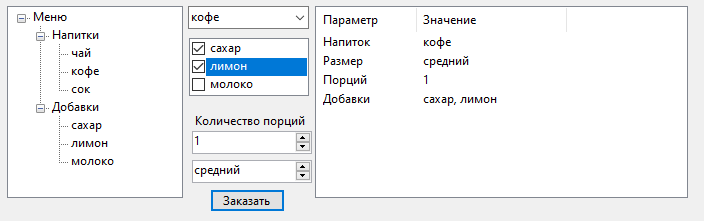 Меню
Напитки
чай
кофе
сок
Добавки
сахар
лимон
молоко
кофе
сахар
лимон
молоко
Количество порций
1
средний
Заказать
Параметр Значение
Напиток кофе
Размер средний
Порций 1
Добавки сахар, лимон